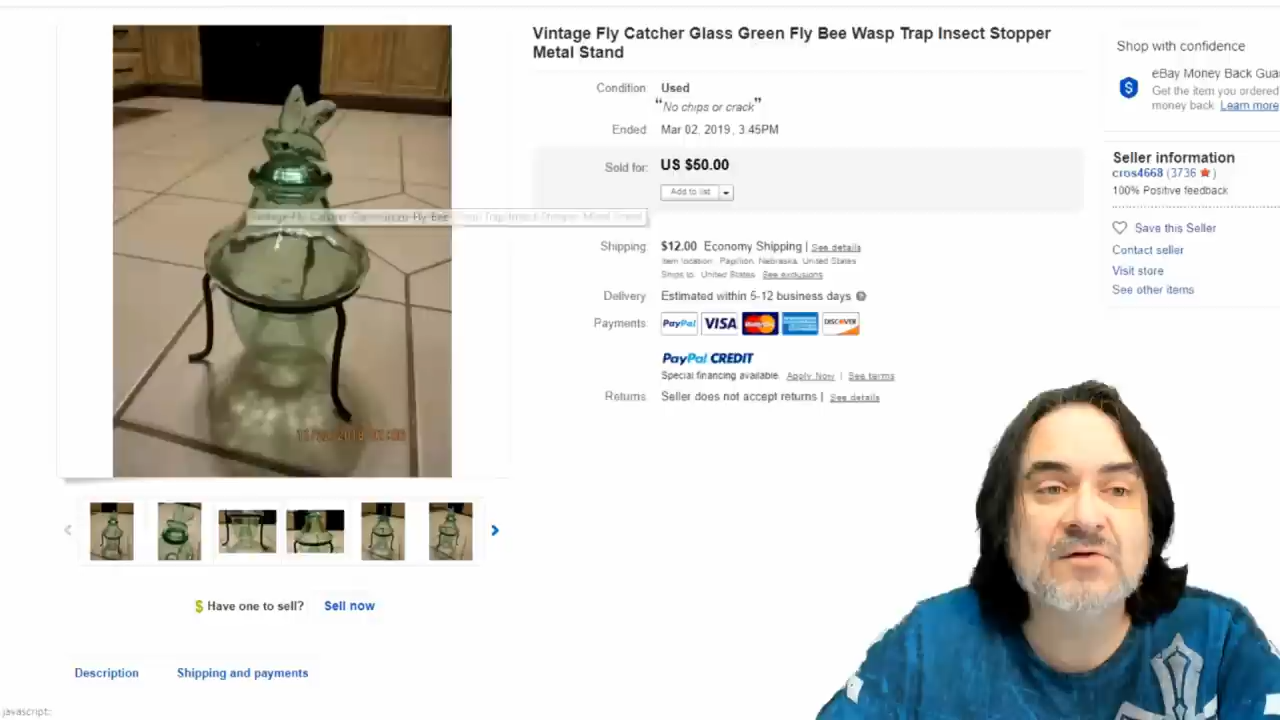 Vintage Fly Catcher Glass Green Fly Bee Wasp Trap Insect Stopper
Metal Stand
Condition: Used
"No chips or crack"
Ended: Mar 02, 2019 , 3:45PM
Sold for: US $50.00
Add to list
Shipping: $12.00 Economy Shipping | See details
Item location: Papillion, Nebraska, United States
Ships to: United States See exclusions
Delivery: Estimated within 5-12 business days
Payments: PayPal VISA MasterCard DISCOVER
PayPal CREDIT
Special financing available. Apply Now | See terms
Returns: Seller does not accept returns | See details
Shop with confidence
eBay Money Back Gua
Get the item you ordered
money back. Learn more
Seller information
cros4668 (3736 )
100% Positive feedback
Save this Seller
Contact seller
Visit store
See other items
$ Have one to sell? Sell now
Description Shipping and payments
javascript: